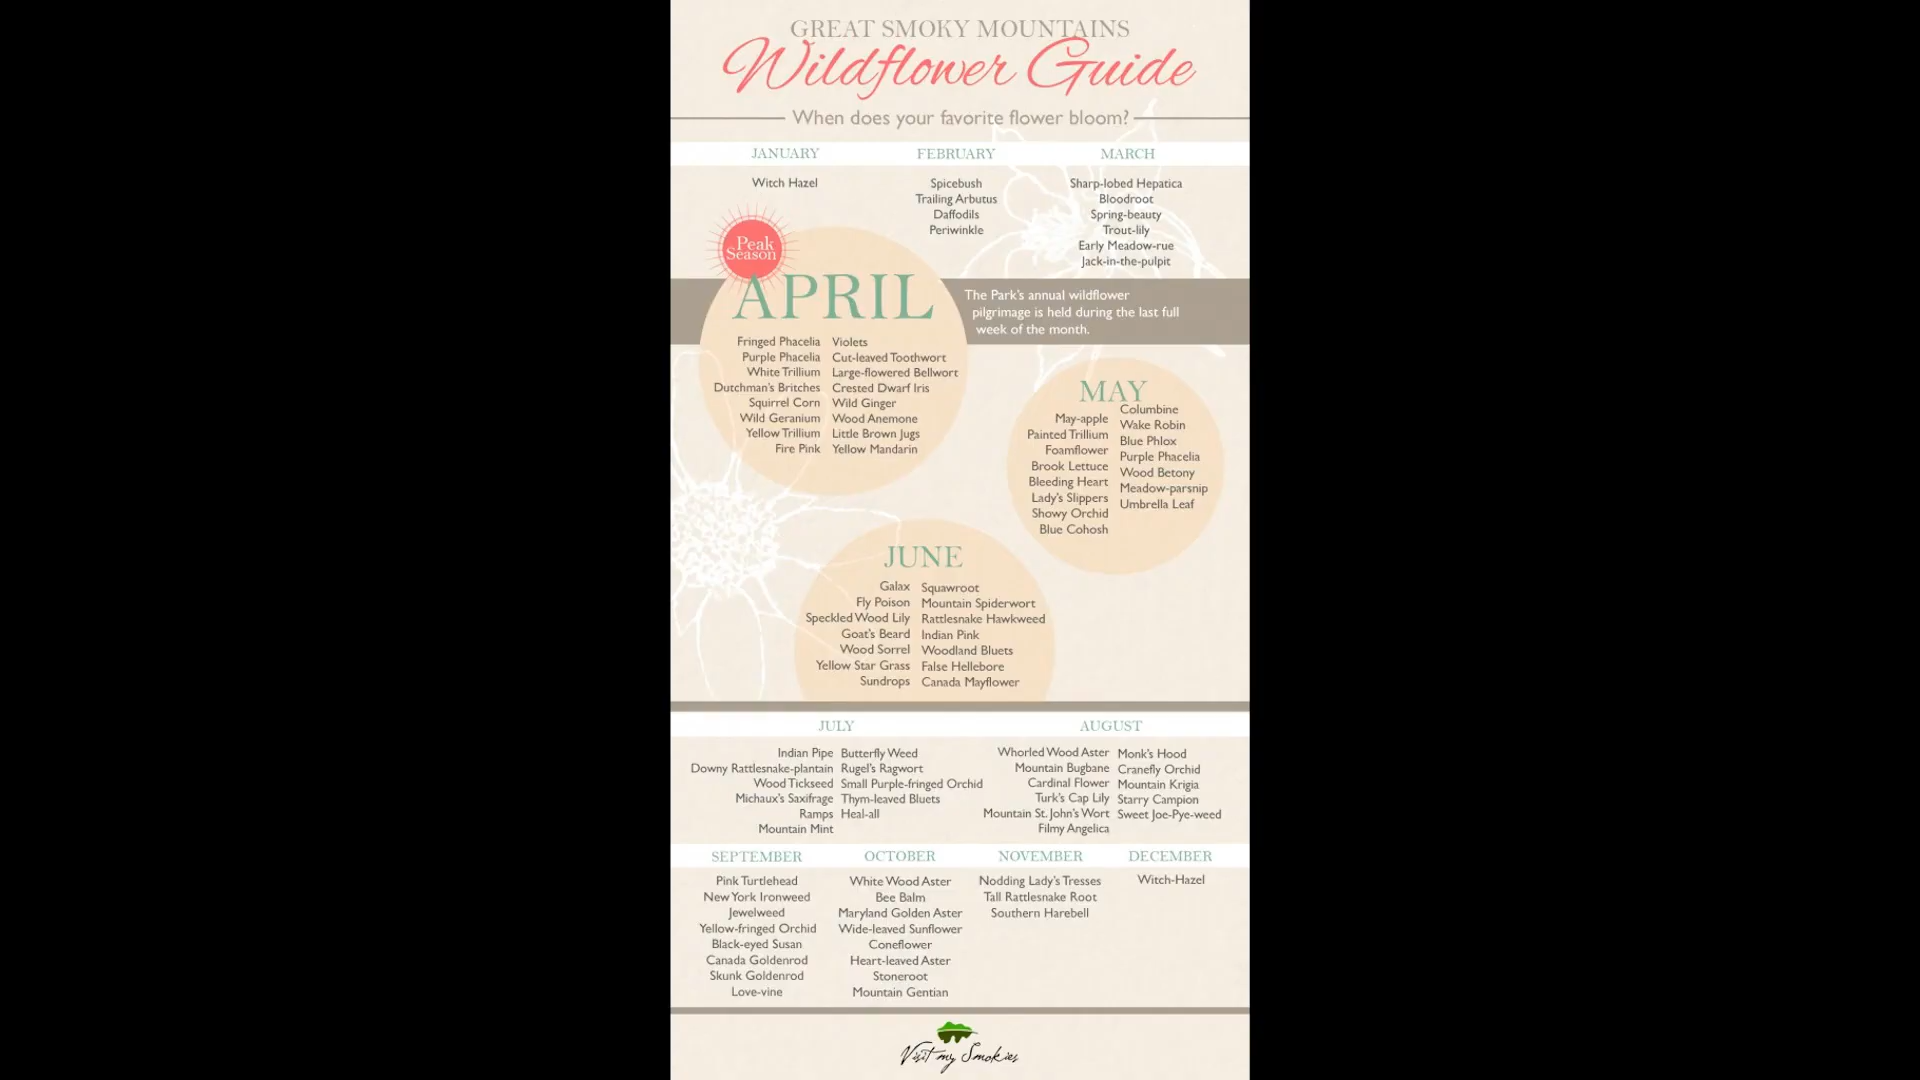 GREAT SMOKY MOUNTAINS
Wildflower Guide
When does your favorite flower bloom?
JANUARY
Witch Hazel
FEBRUARY
Spicebush
Trailing Arbutus
Daffodils
Periwinkle
MARCH
Sharp-lobed Hepatica
Bloodroot
Spring-beauty
Trout-lily
Early Meadow-rue
Jack-in-the-pulpit
Peak
Season
APRIL
The Park's annual wildflower
pilgrimage is held during the last full
week of the month.
Fringed Phacelia
Purple Phacelia
White Trillium
Dutchman's Britches
Squirrel Corn
Wild Geranium
Yellow Trillium
Fire Pink
Violets
Cut-leaved Toothwort
Large-flowered Bellwort
Crested Dwarf Iris
Wild Ginger
Wood Anemone
Little Brown Jugs
Yellow Mandarin
MAY
May-apple
Painted Trillium
Foamflower
Brook Lettuce
Bleeding Heart
Lady's Slippers
Showy Orchid
Blue Cohosh
Columbine
Wake Robin
Blue Phlox
Purple Phacelia
Wood Betony
Meadow-parsnip
Umbrella Leaf
JUNE
Galax
Fly Poison
Speckled Wood Lily
Goat's Beard
Wood Sorrel
Yellow Star Grass
Sundrops
Squawroot
Mountain Spiderwort
Rattlesnake Hawkweed
Indian Pink
Woodland Bluets
False Hellebore
Canada Mayflower
JULY
Indian Pipe
Downy Rattlesnake-plantain
Wood Tickseed
Michaux's Saxifrage
Ramps
Mountain Mint
Butterfly Weed
Rugel's Ragwort
Small Purple-fringed Orchid
Thym-leaved Bluets
Heal-all
AUGUST
Whorled Wood Aster
Mountain Bugbane
Cardinal Flower
Turk's Cap Lily
Mountain St. John's Wort
Filmy Angelica
Monk's Hood
Cranefly Orchid
Mountain Krigia
Starry Campion
Sweet Joe-Pye-weed
SEPTEMBER
Pink Turtlehead
New York Ironweed
Jewelweed
Yellow-fringed Orchid
Black-eyed Susan
Canada Goldenrod
Skunk Goldenrod
Love-vine
OCTOBER
White Wood Aster
Bee Balm
Maryland Golden Aster
Wide-leaved Sunflower
Coneflower
Heart-leaved Aster
Stoneroot
Mountain Gentian
NOVEMBER
Nodding Lady's Tresses
Tall Rattlesnake Root
Southern Harebell
DECEMBER
Witch-Hazel
Visit my Smokies